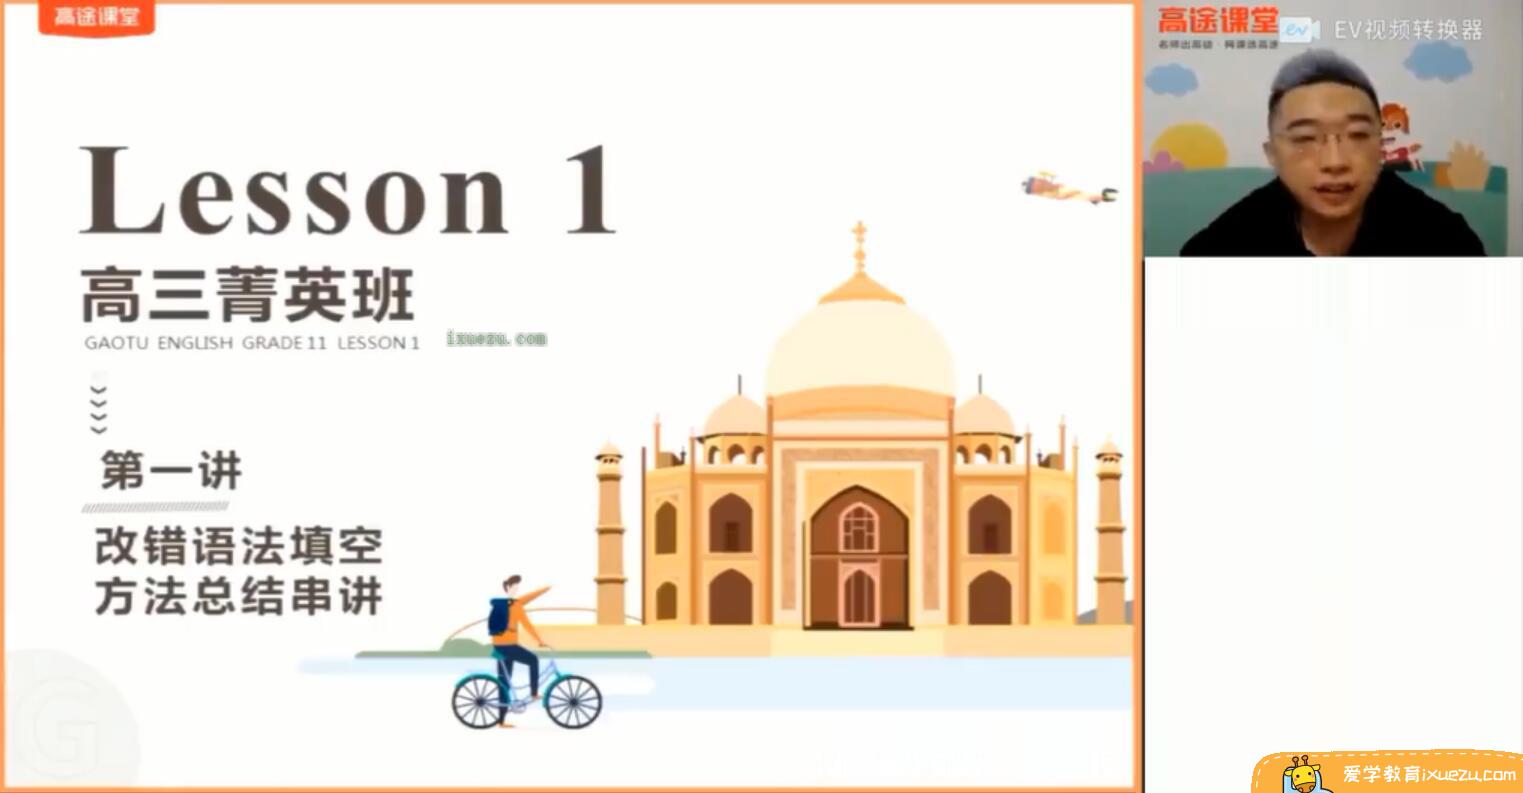 高途课堂
Lesson 1
高三菁英班
GAOTU ENGLISH GRADE 11 LESSON 1
ixuezu.com
第一讲
改错语法填空
方法总结串讲
G
高途课堂
名师出高徒·网课选高途
ev
EV视频转换器
爱学教育ixuezu.com